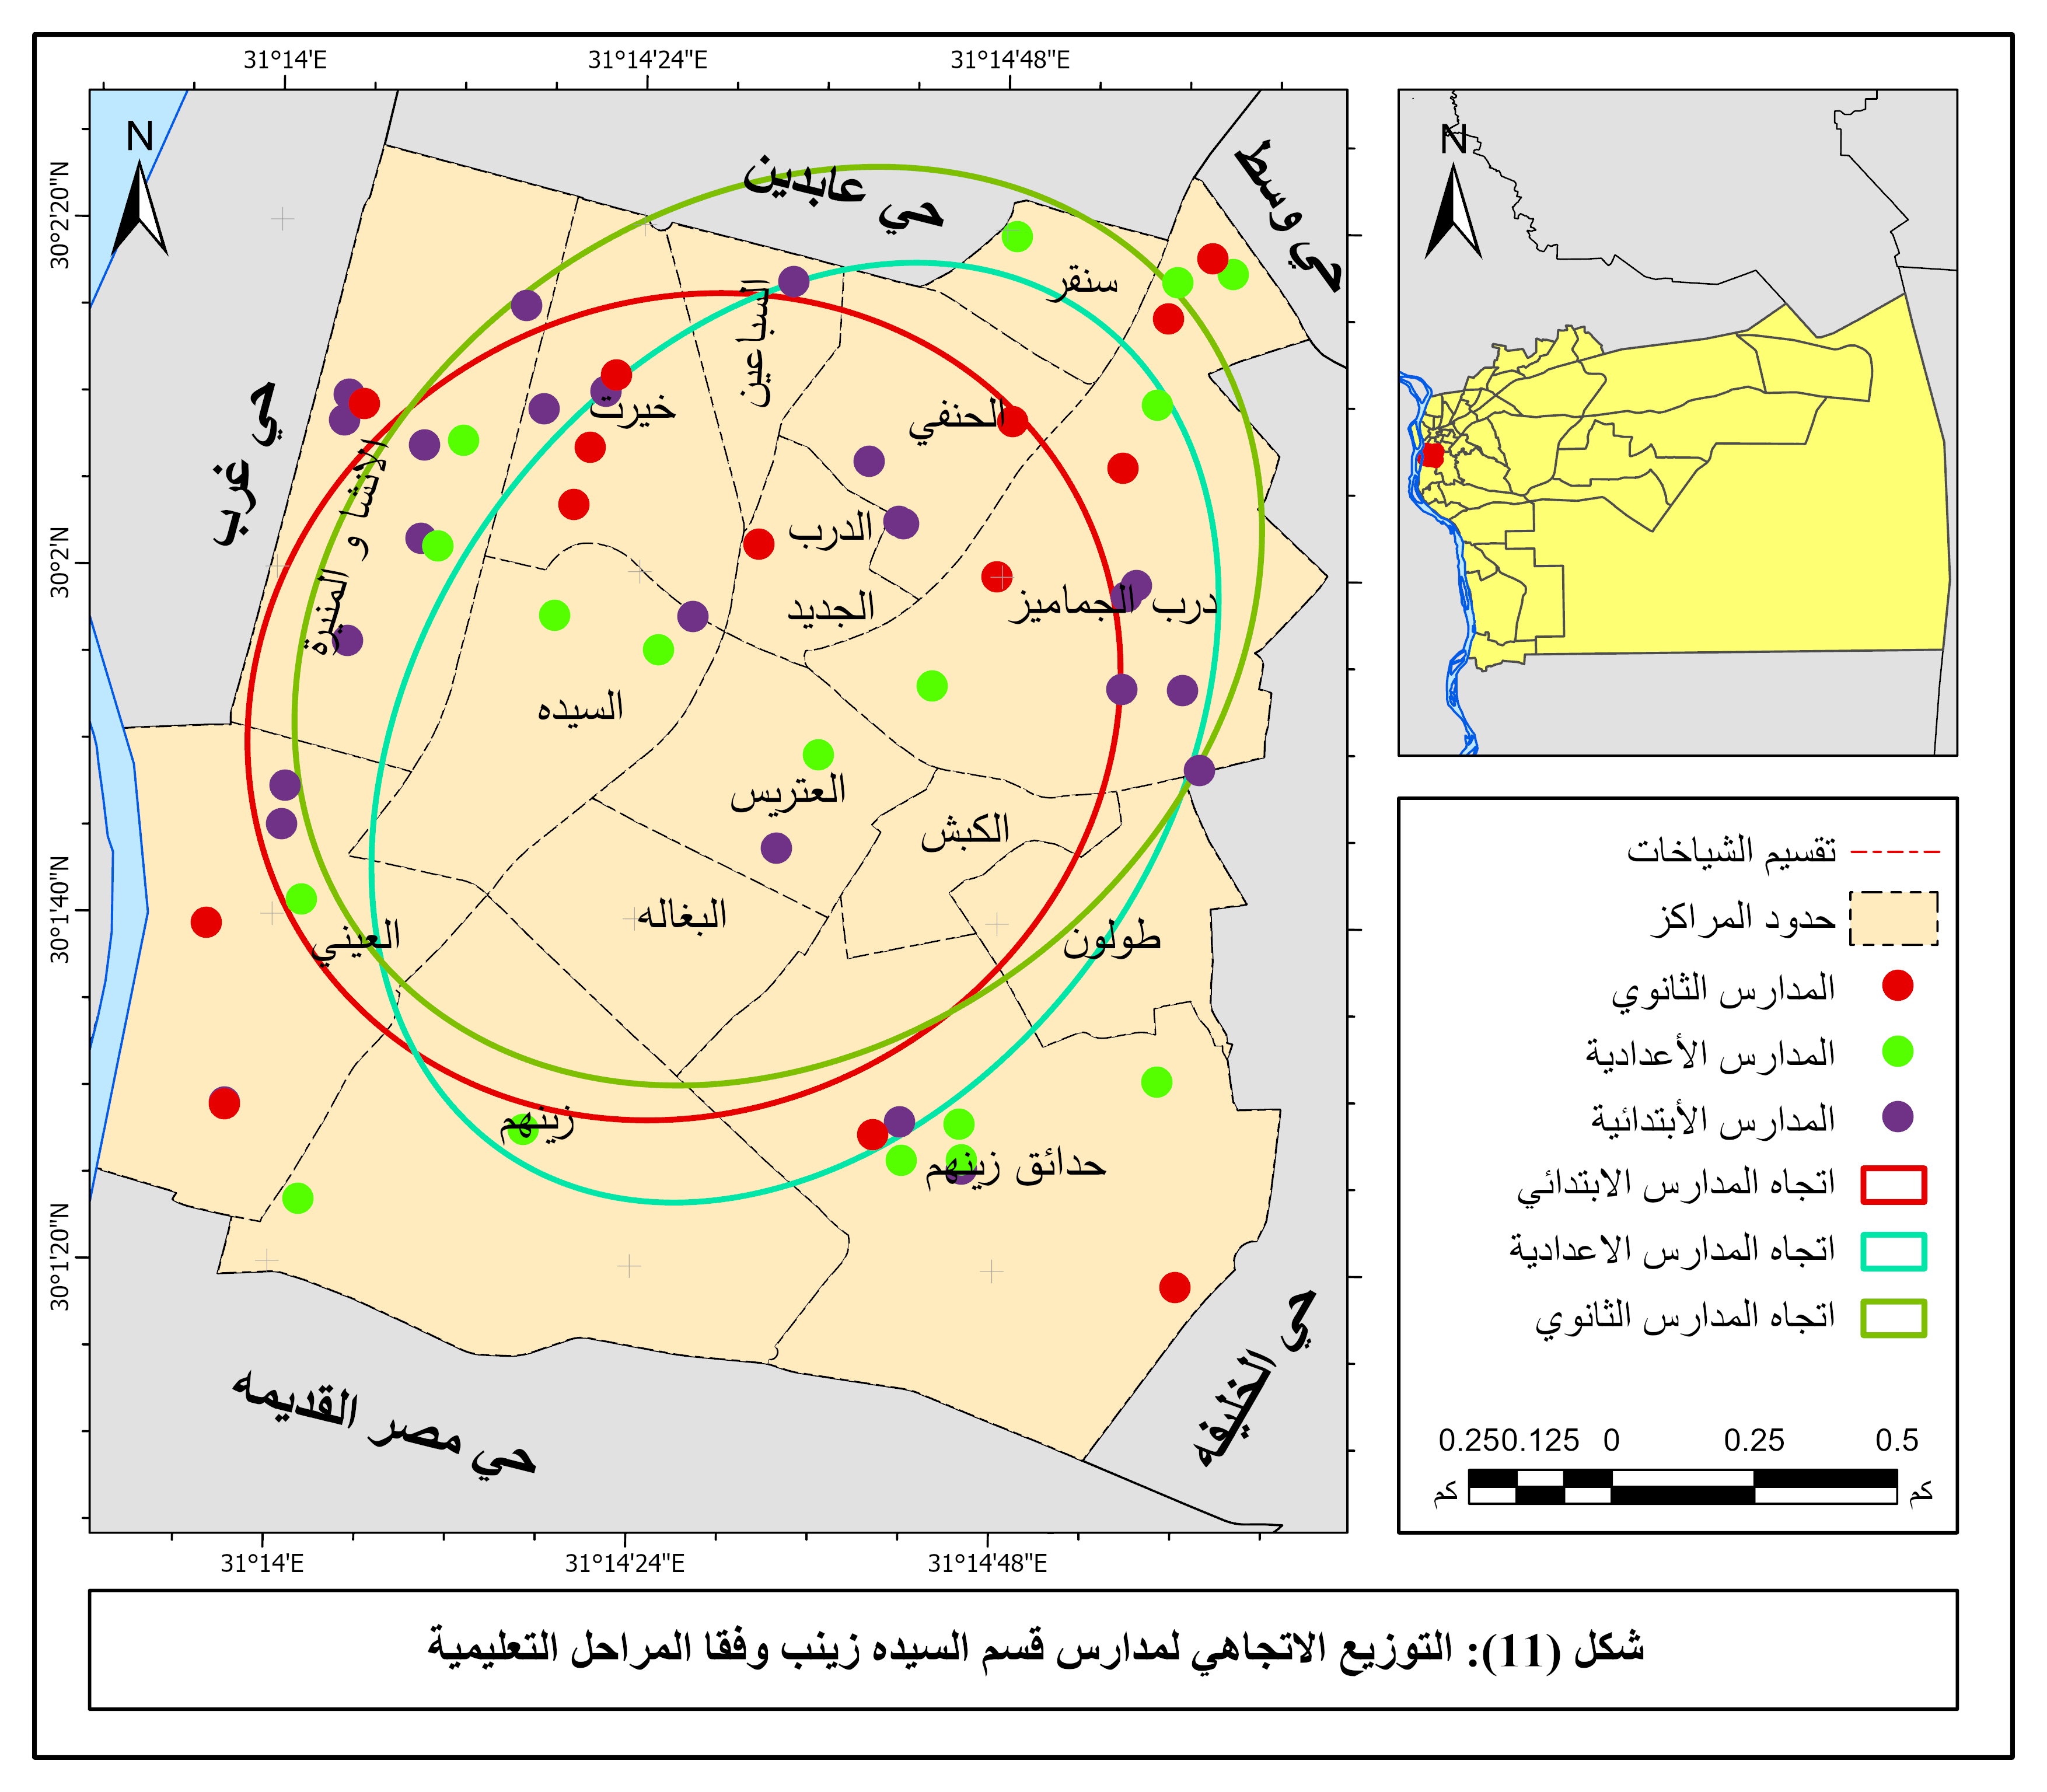 31°14'E
31°14'24"E
31°14'48"E
30°2'20"N
30°2'N
30°1'40"N
30°1'20"N
N
حي عابدين
حي وسط
حي غرب
سنقر
السباعين
خيرت
الحنفي
الانشا و المنيرة
الدرب
الجديد
درب الجماميز
السيده
العتريس
الكبش
البغاله
العيني
طولون
زينهم
حدائق زينهم
حي الخليفه
حي مصر القديمه
31°14'E
31°14'24"E
31°14'48"E
N
تقسيم الشياخات
حدود المراكز
المدارس الثانوي
المدارس الأعدادية
المدارس الأبتدائية
اتجاه المدارس الابتدائي
اتجاه المدارس الاعدادية
اتجاه المدارس الثانوي
0.25 0.125 0 0.25 0.5
كم كم
شكل (11): التوزيع الاتجاهي لمدارس قسم السيده زينب وفقا المراحل التعليمية